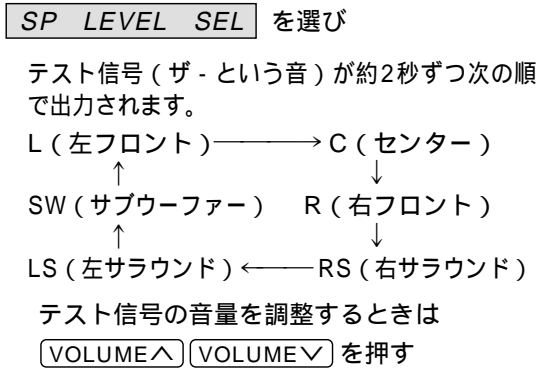 SP LEVEL SEL を選び
テスト信号（ザ - という音）が約2秒ずつ次の順
で出力されます。
L（左フロント）→ C（センター）
↑ ↓
SW（サブウーファー） R（右フロント）
↑ ↓
LS（左サラウンド）← RS（右サラウンド）
テスト信号の音量を調整するときは
VOLUME∧ VOLUME∨ を押す